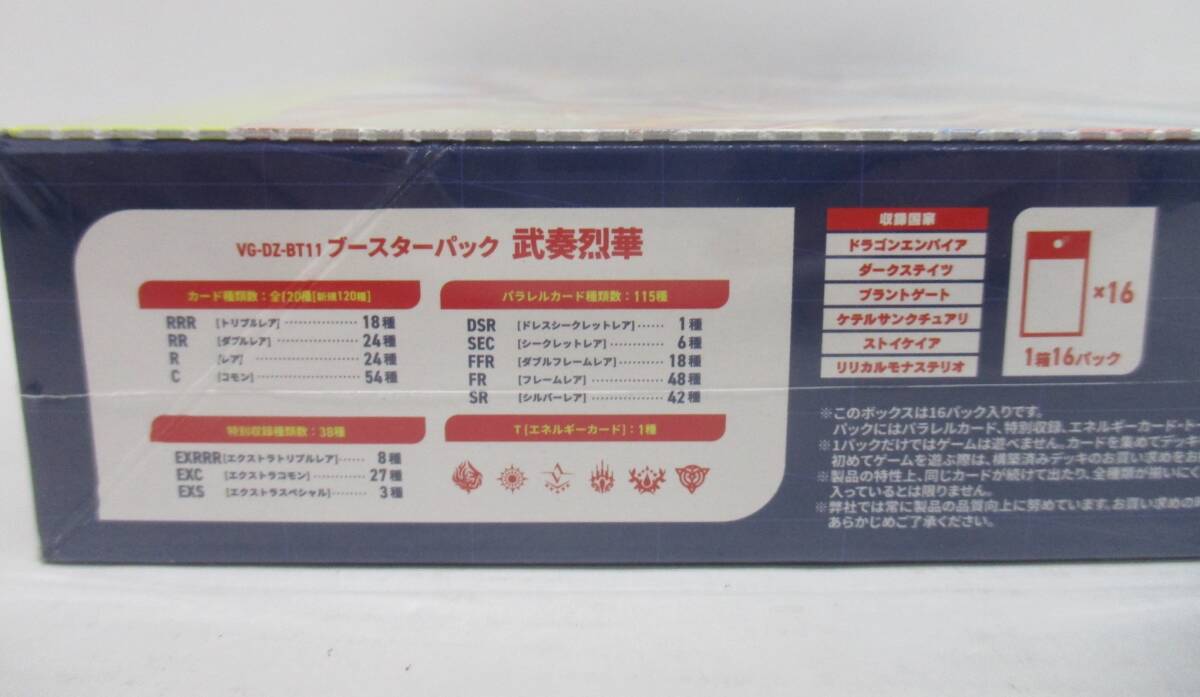 VG-DZ-BT11 ブースターパック 武奏烈華
カード種類数：全120種[新規120種]
RRR [トリプルレア] 18種
RR [ダブルレア] 24種
R [レア] 24種
C [コモン] 54種
特別収録種類数：38種
EXRRR [エクストラトリプルレア] 8種
EXC [エクストラコモン] 27種
EXS [エクストラスペシャル] 3種
パラレルカード種類数：115種
DSR [ドレスシークレットレア] 1種
SEC [シークレットレア] 6種
FFR [ダブルフレームレア] 18種
FR [フレームレア] 48種
SR [シルバーレア] 42種
T [エネルギーカード]：1種
収録国家
ドラゴンエンパイア
ダークステイツ
ブラントゲート
ケテルサンクチュアリ
ストイケイア
リリカルモナステリオ
×16
1箱16パック
※このボックスは16パック入りです。
パックにはパラレルカード、特別収録、エネルギーカード・ト
※1パックだけではゲームは遊べません。カードを集めてデッキ
初めてゲームを遊ぶ際は、構築済みデッキのお買い求めをお
※製品の特性上、同じカードが続けて出たり、全種類が揃いにく
入っているとは限りません。
※弊社では常に製品の品質向上に努めています。お買い求めの
あらかじめご了承ください。